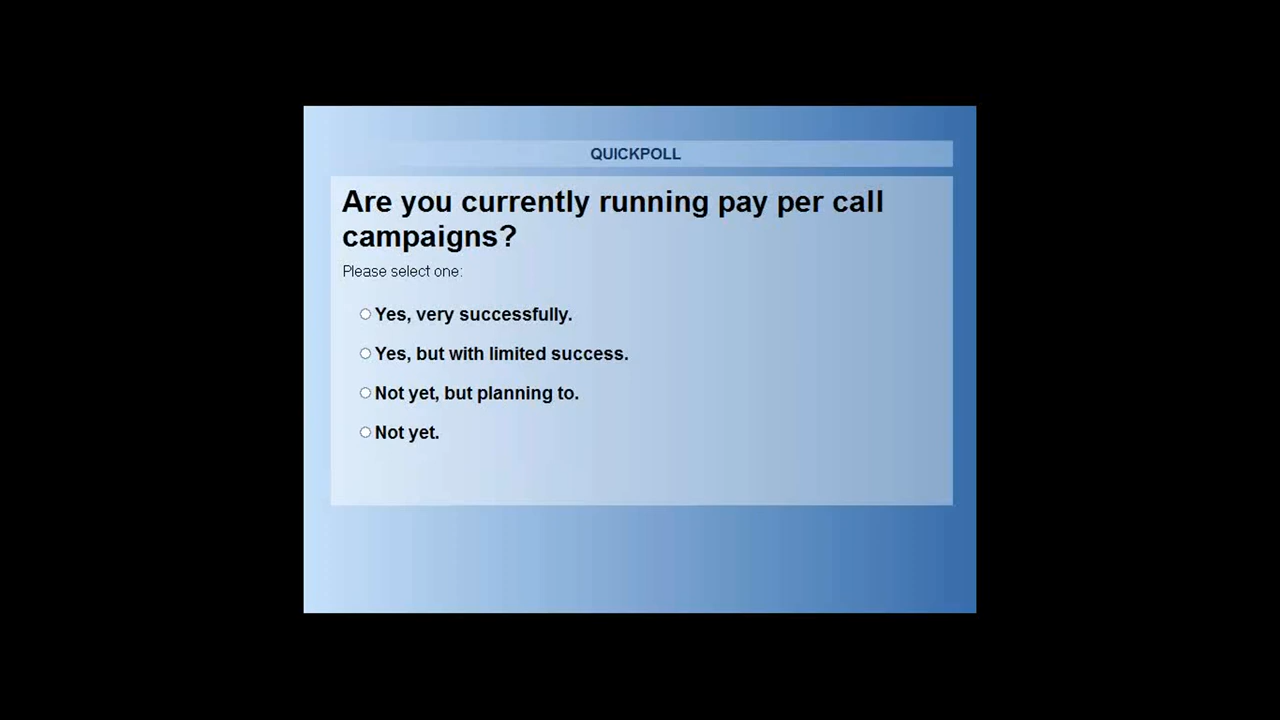 QUICKPOLL
Are you currently running pay per call
campaigns?
Please select one:
Yes, very successfully.
Yes, but with limited success.
Not yet, but planning to.
Not yet.